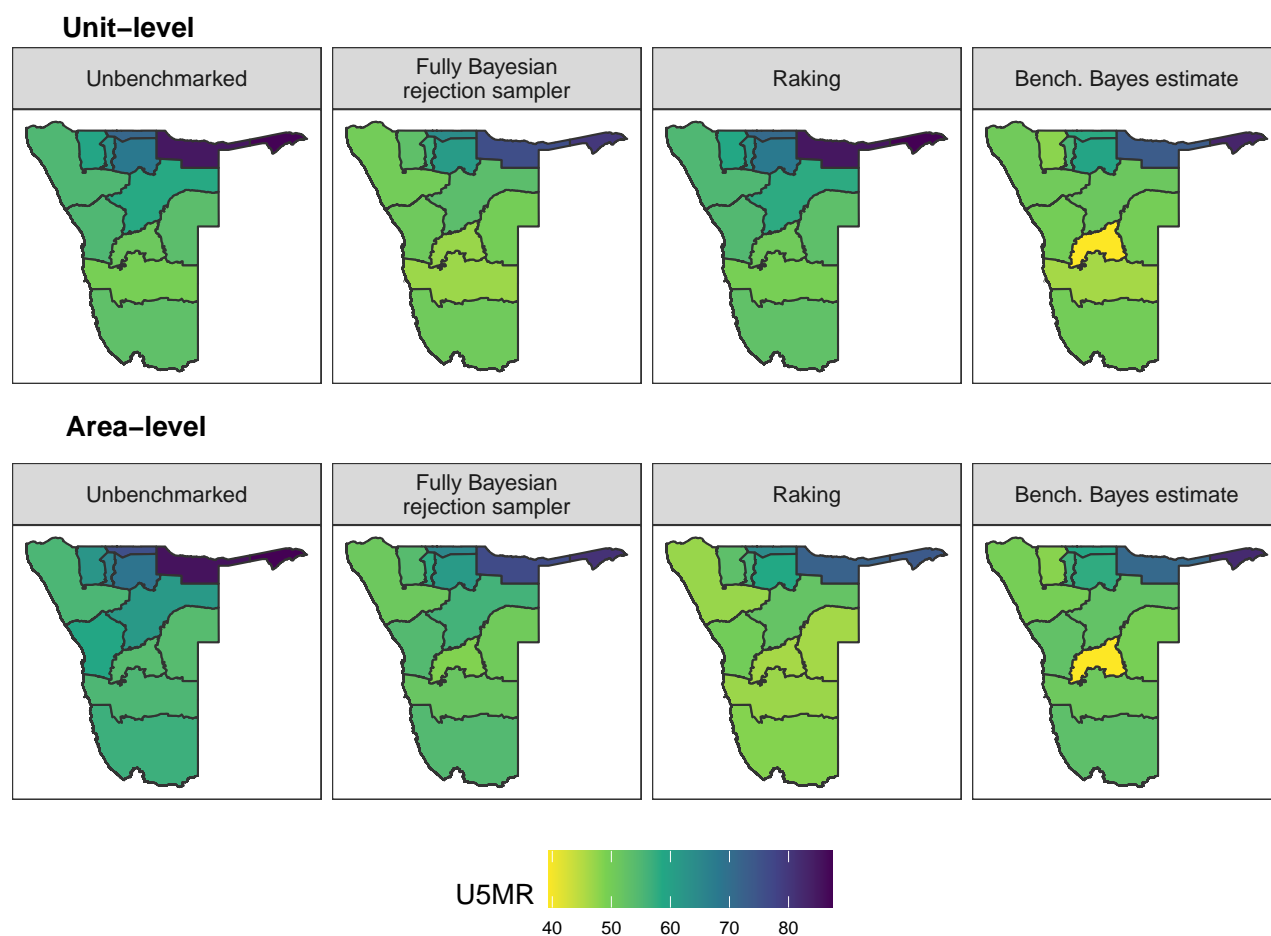 Unit–level
Unbenchmarked
Fully Bayesian
rejection sampler
Raking
Bench. Bayes estimate
Area–level
Unbenchmarked
Fully Bayesian
rejection sampler
Raking
Bench. Bayes estimate
U5MR
40 50 60 70 80